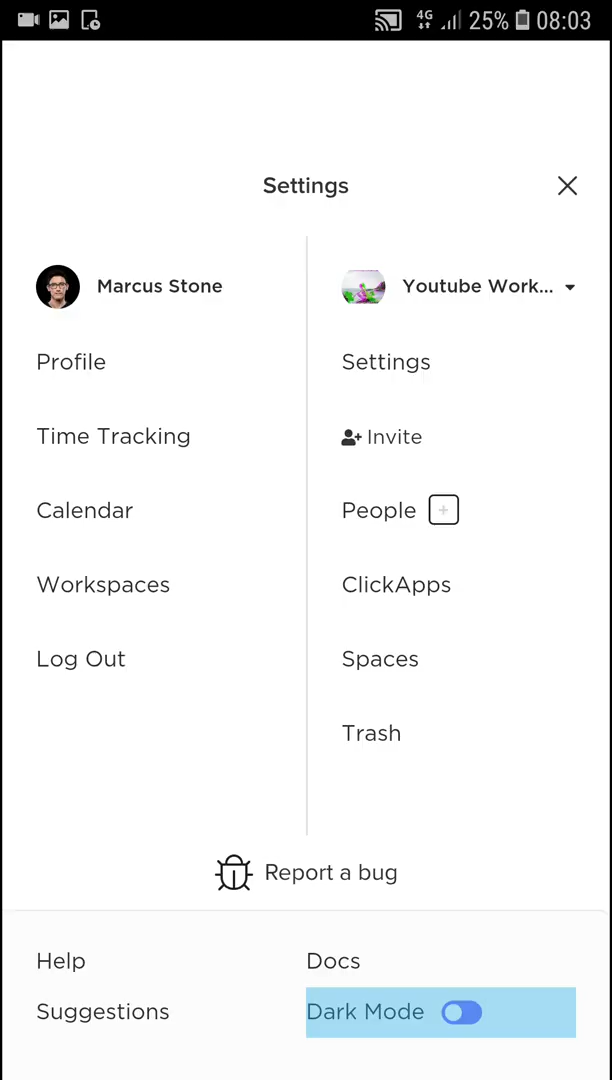 4G 25% 08:03
Settings
Marcus Stone
Youtube Work...
Profile
Settings
Time Tracking
Invite
Calendar
People
Workspaces
ClickApps
Log Out
Spaces
Trash
Report a bug
Help
Docs
Suggestions
Dark Mode